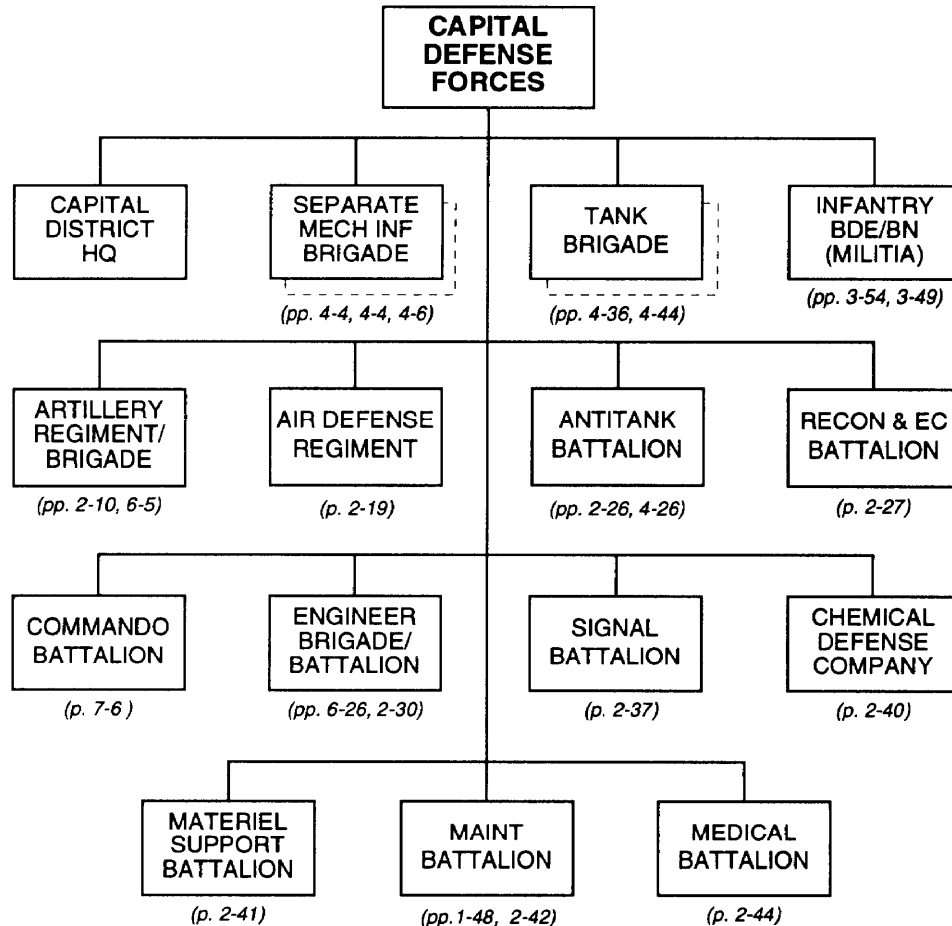 CAPITAL
DEFENSE
FORCES
CAPITAL
DISTRICT
HQ
SEPARATE
MECH INF
BRIGADE
(pp. 4-4, 4-4, 4-6)
TANK
BRIGADE
(pp. 4-36, 4-44)
INFANTRY
BDE/BN
(MILITIA)
(pp. 3-54, 3-49)
ARTILLERY
REGIMENT/
BRIGADE
(pp. 2-10, 6-5)
AIR DEFENSE
REGIMENT
(p. 2-19)
ANTITANK
BATTALION
(pp. 2-26, 4-26)
RECON & EC
BATTALION
(p. 2-27)
COMMANDO
BATTALION
(p. 7-6 )
ENGINEER
BRIGADE/
BATTALION
(pp. 6-26, 2-30)
SIGNAL
BATTALION
(p. 2-37)
CHEMICAL
DEFENSE
COMPANY
(p. 2-40)
MATERIEL
SUPPORT
BATTALION
(p. 2-41)
MAINT
BATTALION
(pp.1-48, 2-42)
MEDICAL
BATTALION
(p. 2-44)